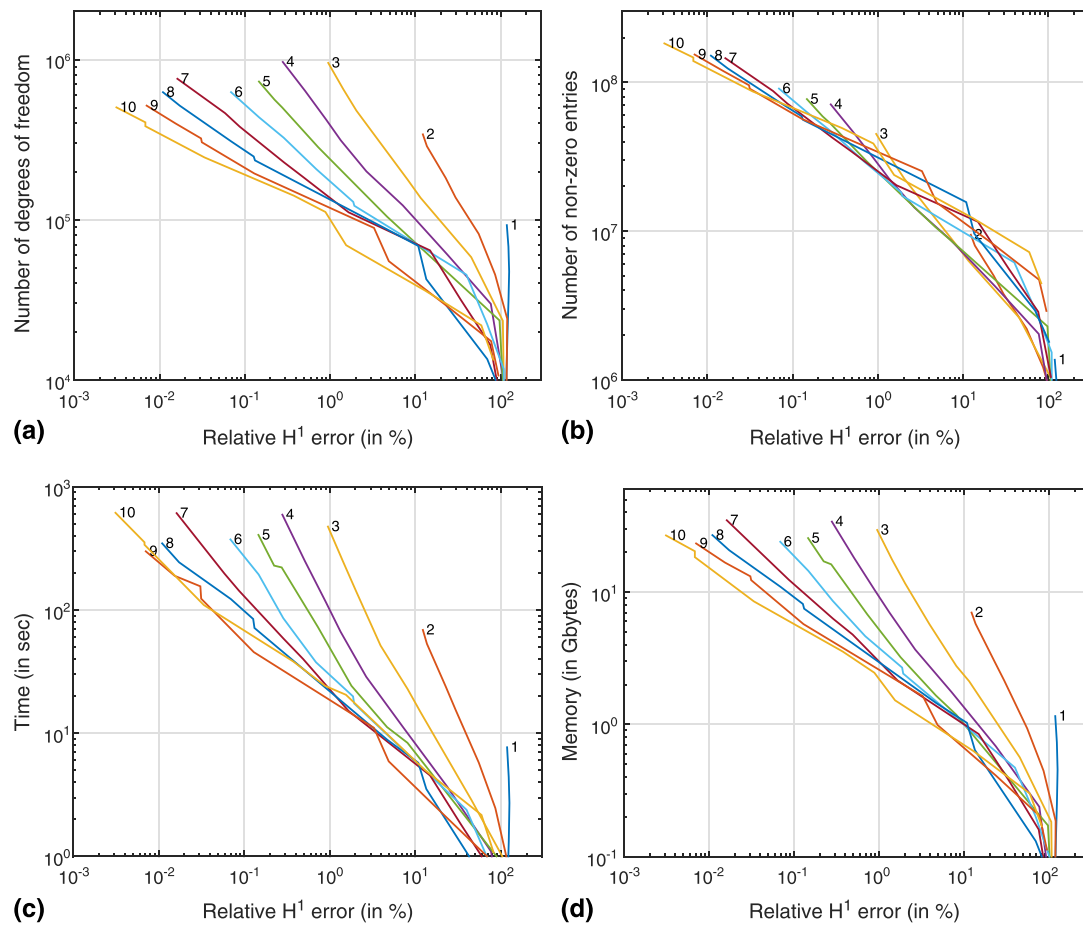 10^6
10^5
10^4
Number of degrees of freedom
10 9 8 7 6 5 4 3 2 1
10^-3 10^-2 10^-1 10^0 10^1 10^2
Relative H^1 error (in %)
(a)
10^8
10^7
10^6
Number of non-zero entries
10 9 8 7 6 5 4 3 2 1
10^-3 10^-2 10^-1 10^0 10^1 10^2
Relative H^1 error (in %)
(b)
10^3
10^2
10^1
10^0
Time (in sec)
10 9 8 7 6 5 4 3 2 1
10^-3 10^-2 10^-1 10^0 10^1 10^2
Relative H^1 error (in %)
(c)
10^1
10^0
10^-1
Memory (in Gbytes)
10 9 8 7 6 5 4 3 2 1
10^-3 10^-2 10^-1 10^0 10^1 10^2
Relative H^1 error (in %)
(d)